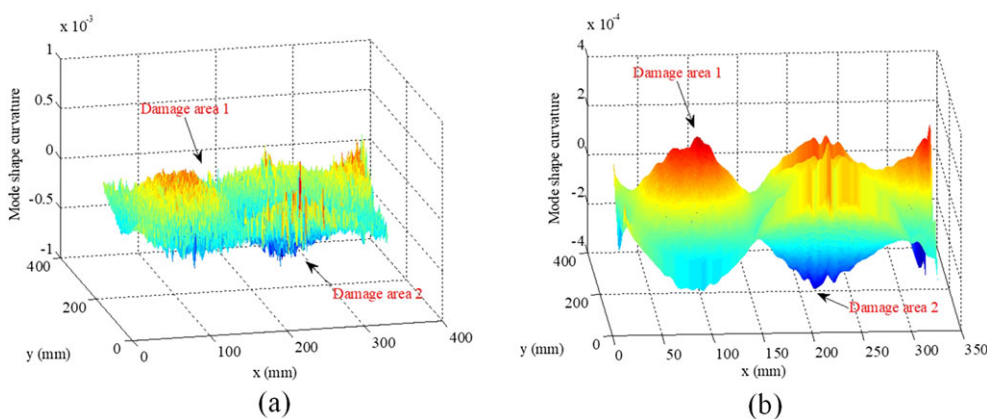 x 10⁻³
1
0.5
0
-0.5
-1
Mode shape curvature
Damage area 1
Damage area 2
400
200
0
y (mm)
0
100
200
300
400
x (mm)
(a)
x 10⁻⁴
4
2
0
-2
-4
Mode shape curvature
Damage area 1
Damage area 2
400
200
0
y (mm)
0
50
100
150
200
250
300
350
x (mm)
(b)